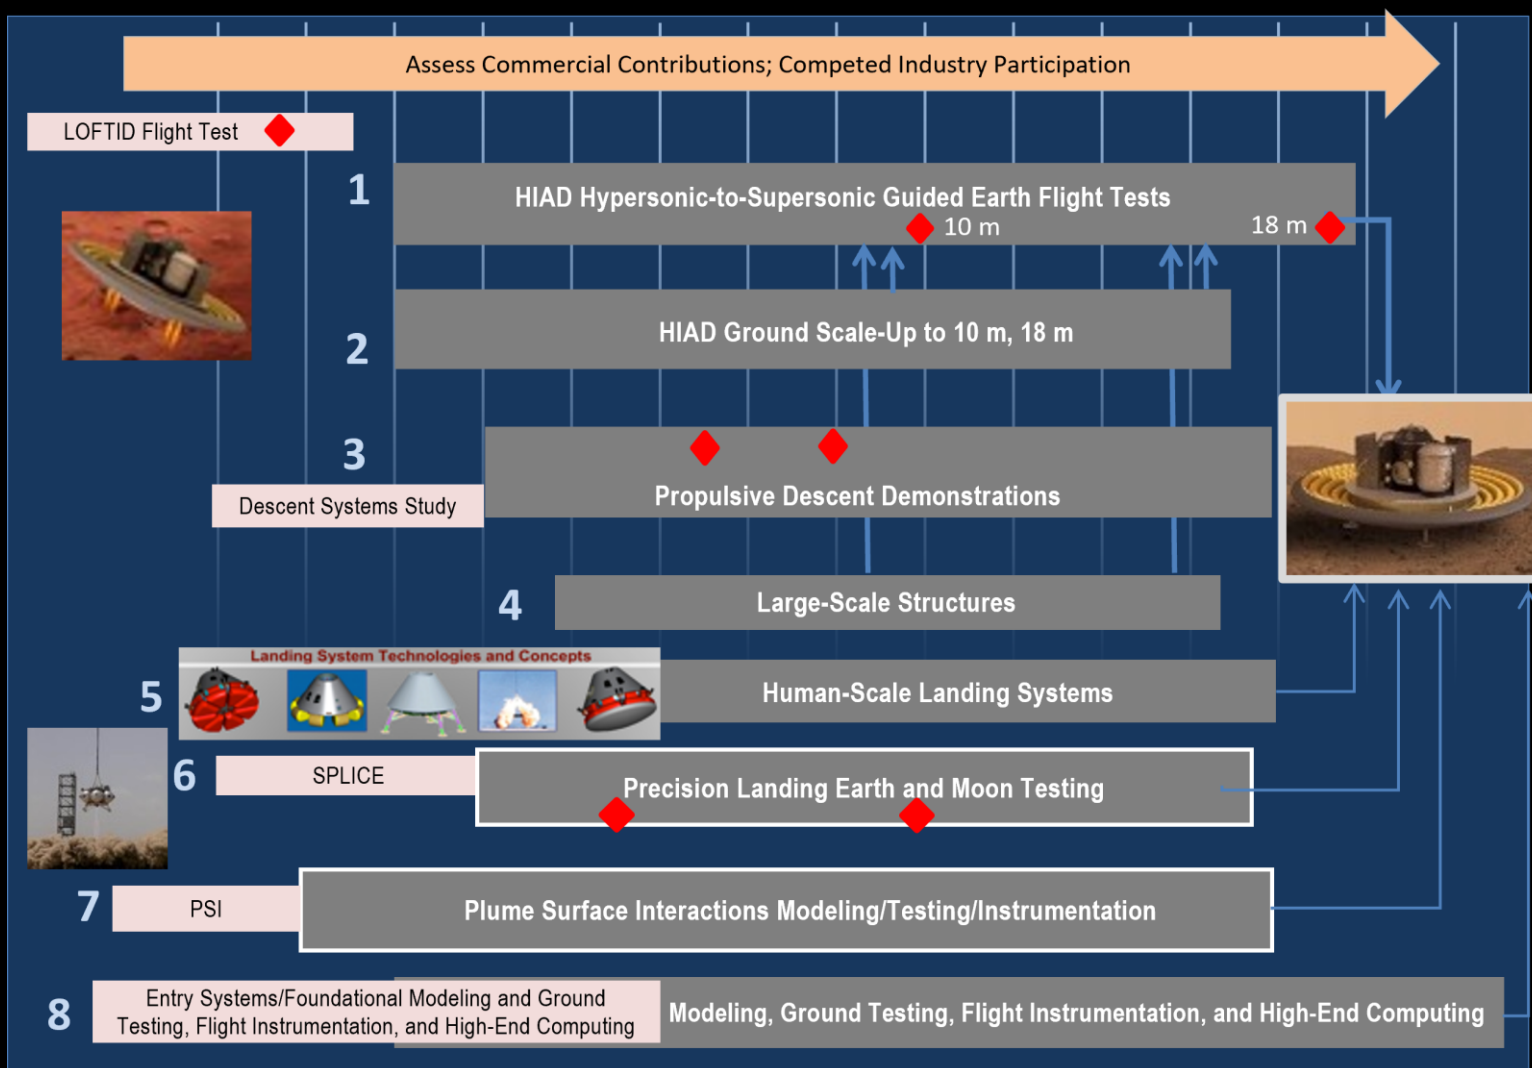 Assess Commercial Contributions; Competed Industry Participation
LOFTID Flight Test
1
HIAD Hypersonic-to-Supersonic Guided Earth Flight Tests
10 m
18 m
2
HIAD Ground Scale-Up to 10 m, 18 m
3
Descent Systems Study
Propulsive Descent Demonstrations
4
Large-Scale Structures
5
Landing System Technologies and Concepts
Human-Scale Landing Systems
6
SPLICE
Precision Landing Earth and Moon Testing
7
PSI
Plume Surface Interactions Modeling/Testing/Instrumentation
8
Entry Systems/Foundational Modeling and Ground
Testing, Flight Instrumentation, and High-End Computing
Modeling, Ground Testing, Flight Instrumentation, and High-End Computing